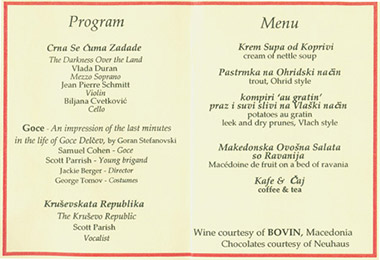 Program
Crna Se Ćuma Zadade
The Darkness Over the Land
Vlada Duran
Mezzo Soprano
Jean Pierre Schmitt
Violin
Biljana Cvetković
Cello
Goce - An impression of the last minutes
in the life of Goce Delčev, by Goran Stefanovski
Samuel Cohen - Goce
Scott Parrish - Young brigand
Jackie Berger - Director
George Tomov - Costumes
Kruševskata Republika
The Kruševo Republic
Scott Parish
Vocalist
Menu
Krem Supa od Koprivi
cream of nettle soup
Pastrmka na Ohridski način
trout, Ohrid style
kompiri 'au gratin'
praz i suvi slivi na Vlaški način
potatoes au gratin
leek and dry prunes, Vlach style
Makedonska Ovošna Salata
so Ravanija
Macédoine de fruit on a bed of ravania
Kafe & Čaj
coffee & tea
Wine courtesy of BOVIN, Macedonia
Chocolates courtesy of Neuhaus